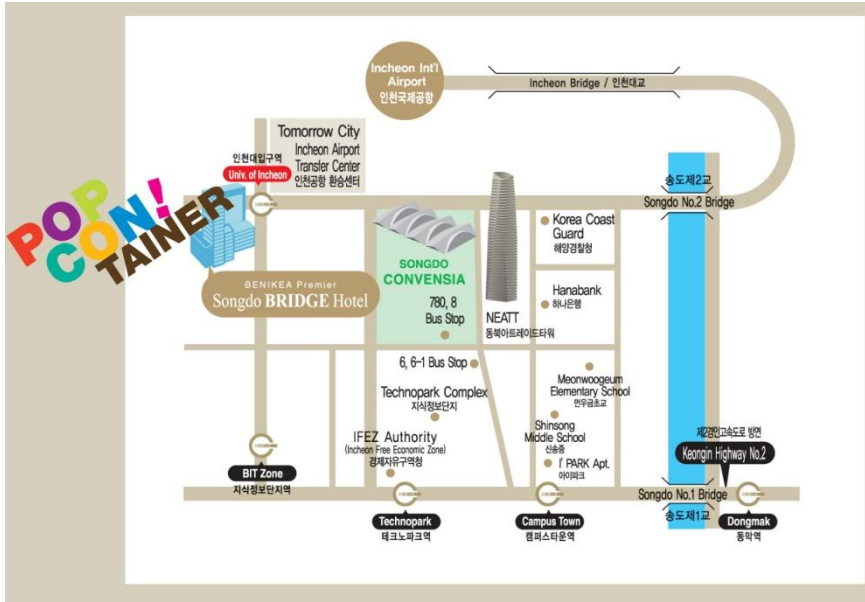 Incheon Int'l
Airport
인천국제공항
Incheon Bridge / 인천대교
Tomorrow City
Incheon Airport
Transfer Center
인천공항 환승센터
인천대입구역
Univ. of Incheon
POP
CON!
TAINER
BENIKEA Premier
Songdo BRIDGE Hotel
SONGDO
CONVENSIA
780, 8
Bus Stop
NEATT
동북아트레이드타워
Korea Coast
Guard
해양경찰청
Hanabank
하나은행
송도제2교
Songdo No.2 Bridge
6, 6-1 Bus Stop
Technopark Complex
지식정보단지
IFEZ Authority
(Incheon Free Economic Zone)
경제자유구역청
Meonwoogeum
Elementary School
먼우금초교
Shinsong
Middle School
신송중
I' PARK Apt.
아이파크
제2경인고속도로 방면
Keongin Highway No.2
BIT Zone
지식정보단지역
Technopark
테크노파크역
Campus Town
캠퍼스타운역
Songdo No.1 Bridge
송도제1교
Dongmak
동막역